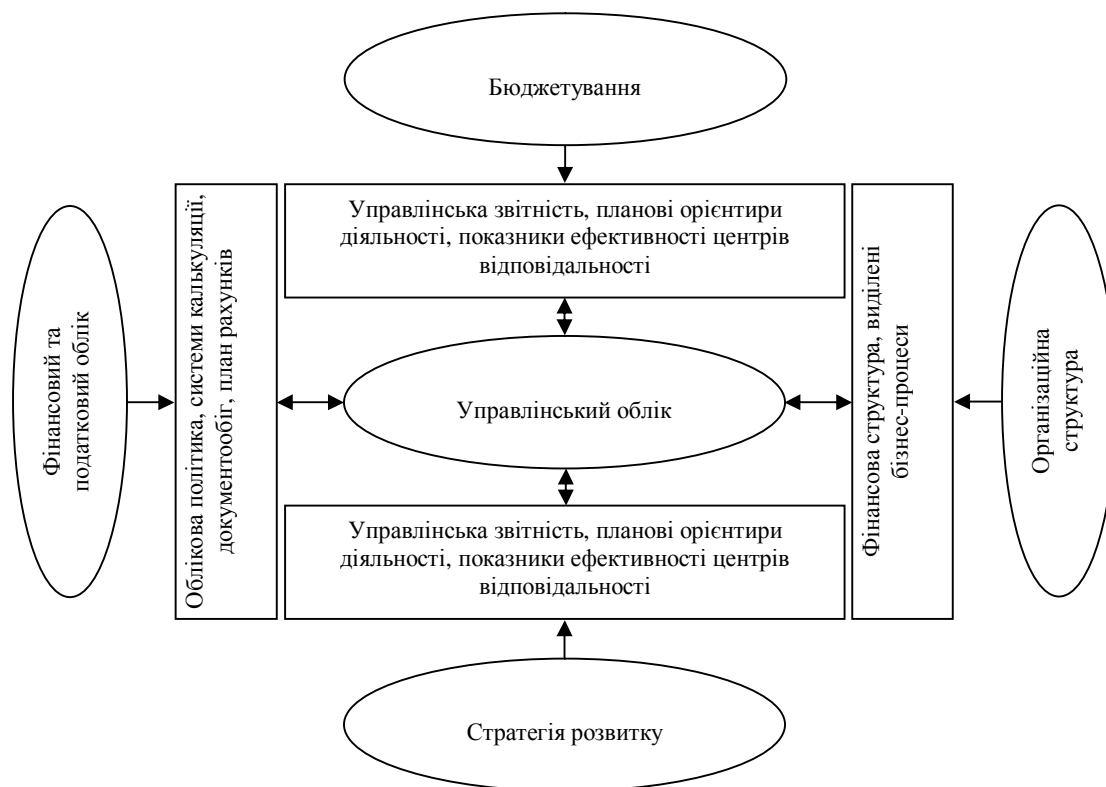 Бюджетування
Управлінська звітність, планові орієнтири
діяльності, показники ефективності центрів
відповідальності
Фінансовий та
податковий облік
Облікова політика, системи калькуляції,
документообіг, план рахунків
Управлінський облік
Фінансова структура, виділені
бізнес-процеси
Організаційна
структура
Управлінська звітність, планові орієнтири
діяльності, показники ефективності центрів
відповідальності
Стратегія розвитку